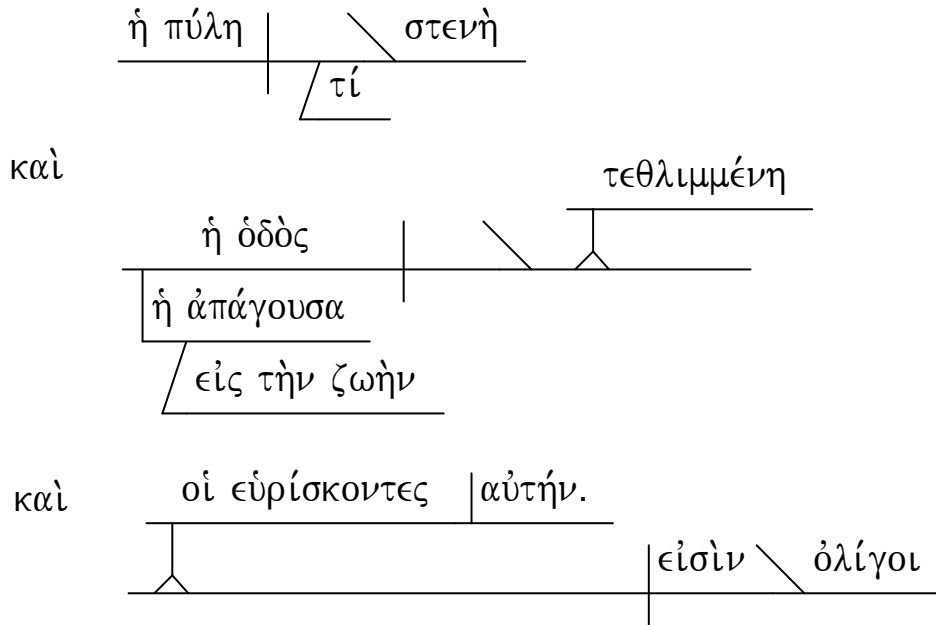 ἡ πύλη στενὴ
τί
καὶ
τεθλιμμένη
ἡ ὁδὸς
ἡ ἀπάγουσα
εἰς τὴν ζωὴν
καὶ οἱ εὑρίσκοντες αὐτήν.
εἰσὶν ὀλίγοι